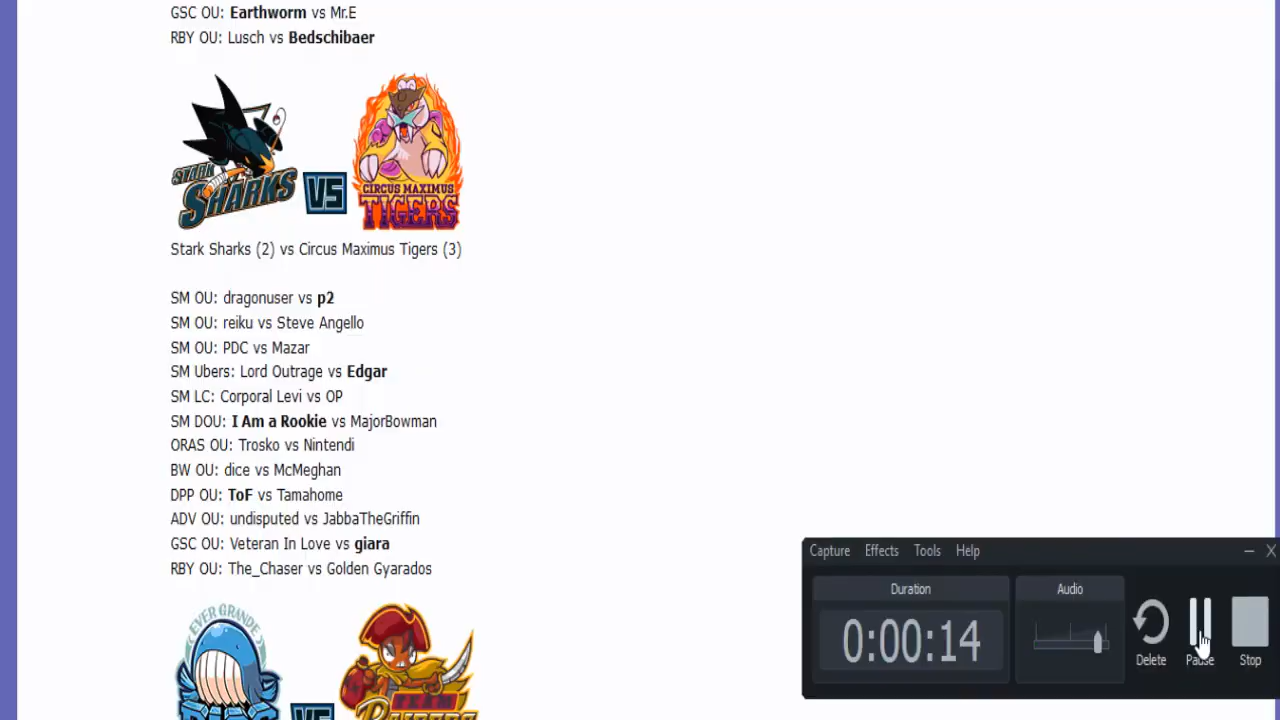 GSC OU: Earthworm vs Mr.E
RBY OU: Lusch vs Bedschibaer
STARK
SHARKS
VS
CIRCUS MAXIMUS
TIGERS
Stark Sharks (2) vs Circus Maximus Tigers (3)
SM OU: dragonuser vs p2
SM OU: reiku vs Steve Angello
SM OU: PDC vs Mazar
SM Ubers: Lord Outrage vs Edgar
SM LC: Corporal Levi vs OP
SM DOU: I Am a Rookie vs MajorBowman
ORAS OU: Trosko vs Nintendi
BW OU: dice vs McMeghan
DPP OU: ToF vs Tamahome
ADV OU: undisputed vs JabbaTheGriffin
GSC OU: Veteran In Love vs giara
RBY OU: The_Chaser vs Golden Gyarados
EVER GRANDE
VS
TEAM
Capture Effects Tools Help
Duration
Audio
0:00:14
Delete
Pause
Stop